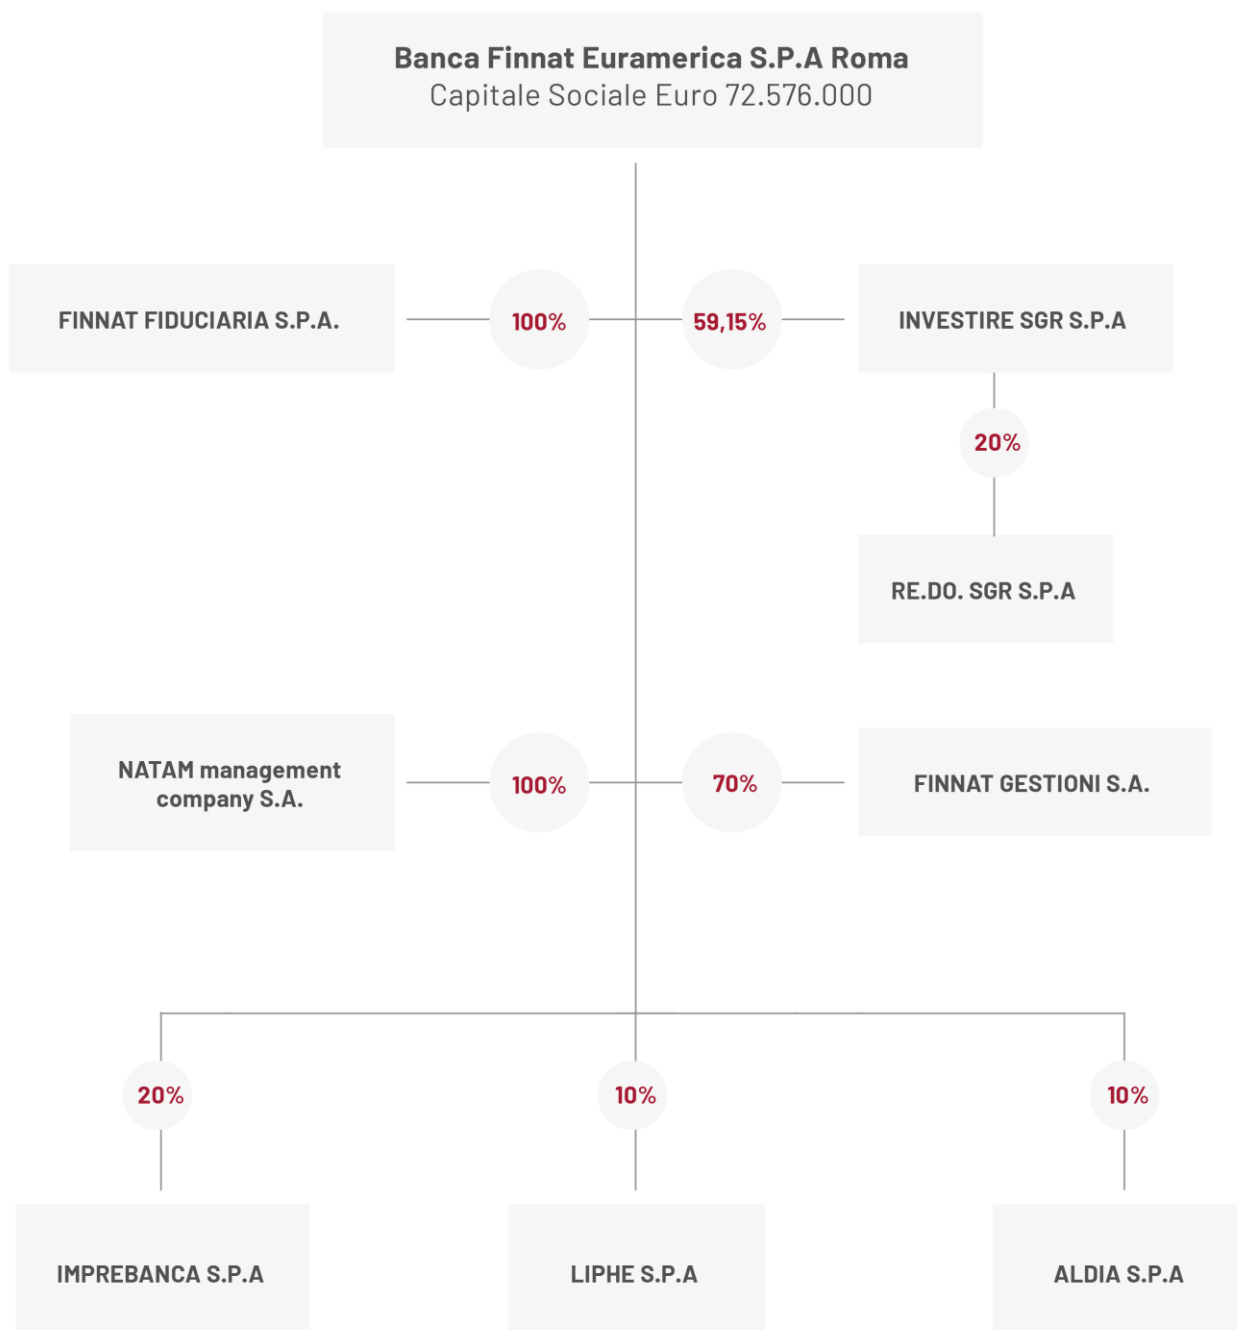 Banca Finnat Euramerica S.P.A Roma
Capitale Sociale Euro 72.576.000
FINNAT FIDUCIARIA S.P.A.
100%
59,15%
INVESTIRE SGR S.P.A
20%
RE.DO. SGR S.P.A
NATAM management
company S.A.
100%
70%
FINNAT GESTIONI S.A.
20%
10%
10%
IMPREBANCA S.P.A
LIPHE S.P.A
ALDIA S.P.A